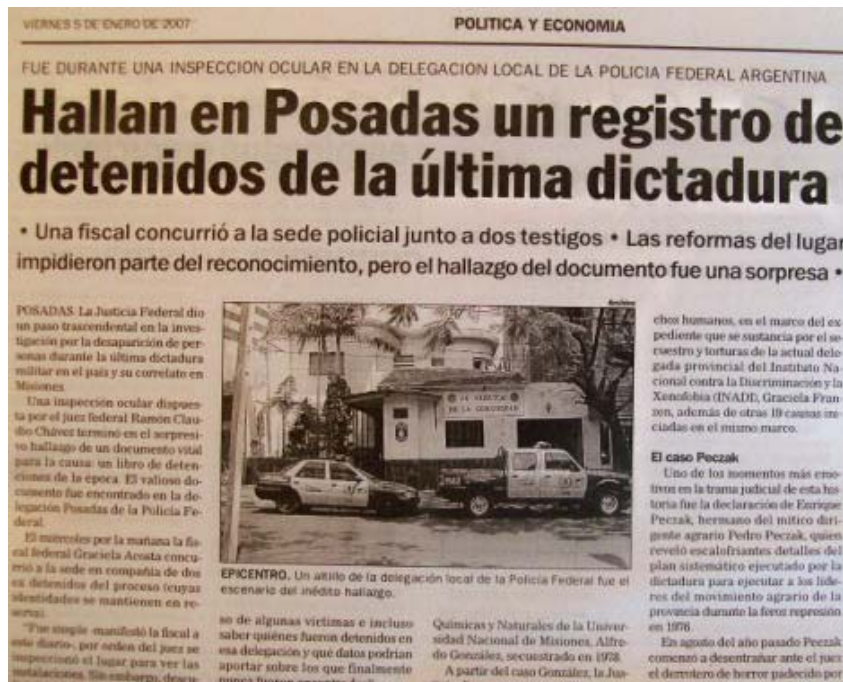 VIERNES 5 DE ENERO DE 2007
POLITICA Y ECONOMIA
FUE DURANTE UNA INSPECCION OCULAR EN LA DELEGACION LOCAL DE LA POLICIA FEDERAL ARGENTINA
Hallan en Posadas un registro de
detenidos de la última dictadura
• Una fiscal concurrió a la sede policial junto a dos testigos • Las reformas del lugar
impidieron parte del reconocimiento, pero el hallazgo del documento fue una sorpresa •
POSADAS. La Justicia Federal dio
un paso trascendental en la inves-
tigación por la desaparición de per-
sonas durante la última dictadura
militar en el país y su correlato en
Misiones.
Una inspección ocular dispues-
ta por el juez federal Ramón Clau-
dio Chávez terminó en el sorpresi-
vo hallazgo de un documento vital
para la causa: un libro de deten-
ciones de la época. El valioso do-
cumento fue encontrado en la de-
legación Posadas de la Policía Fe-
deral.
El miércoles por la mañana la fis-
cal federal Graciela Acosta concu-
rrió a la sede en compañía de dos
ex detenidos del proceso (cuyas
identidades se mantienen en re-
serva).
"Fue simple -manifestó la fiscal a
este diario-, por orden del juez se
inspeccionó el lugar para ver las
instalaciones. Sin embargo, descu-
Archivo
AL SERVICIO
DE LA COMUNIDAD
EPICENTRO. Un altillo de la delegación local de la Policía Federal fue el
escenario del inédito hallazgo.
so de algunas víctimas e incluso
saber quiénes fueron detenidos en
esa delegación y qué datos podrían
aportar sobre los que finalmente
nunca fueron
Químicas y Naturales de la Univer-
sidad Nacional de Misiones, Alfre-
do González, secuestrado en 1978.
A partir del caso González, la Jus-
chos humanos, en el marco del ex-
pediente que se sustancia por el se-
cuestro y torturas de la actual dele-
gada provincial del Instituto Na-
cional contra la Discriminación y la
Xenofobia (INADI), Graciela Fran-
zen, además de otras 19 causas ini-
ciadas en el mismo marco.
El caso Peczak
Uno de los momentos más emo-
tivos en la trama judicial de esta his-
toria fue la declaración de Enrique
Peczak, hermano del mítico diri-
gente agrario Pedro Peczak, quien
reveló escalofriantes detalles del
plan sistemático ejecutado por la
dictadura para ejecutar a los líde-
res del movimiento agrario de la
provincia durante la feroz represión
en 1976.
En agosto del año pasado Peczak
comenzó a desentrañar ante el juez
el derrotero de horror padecido por